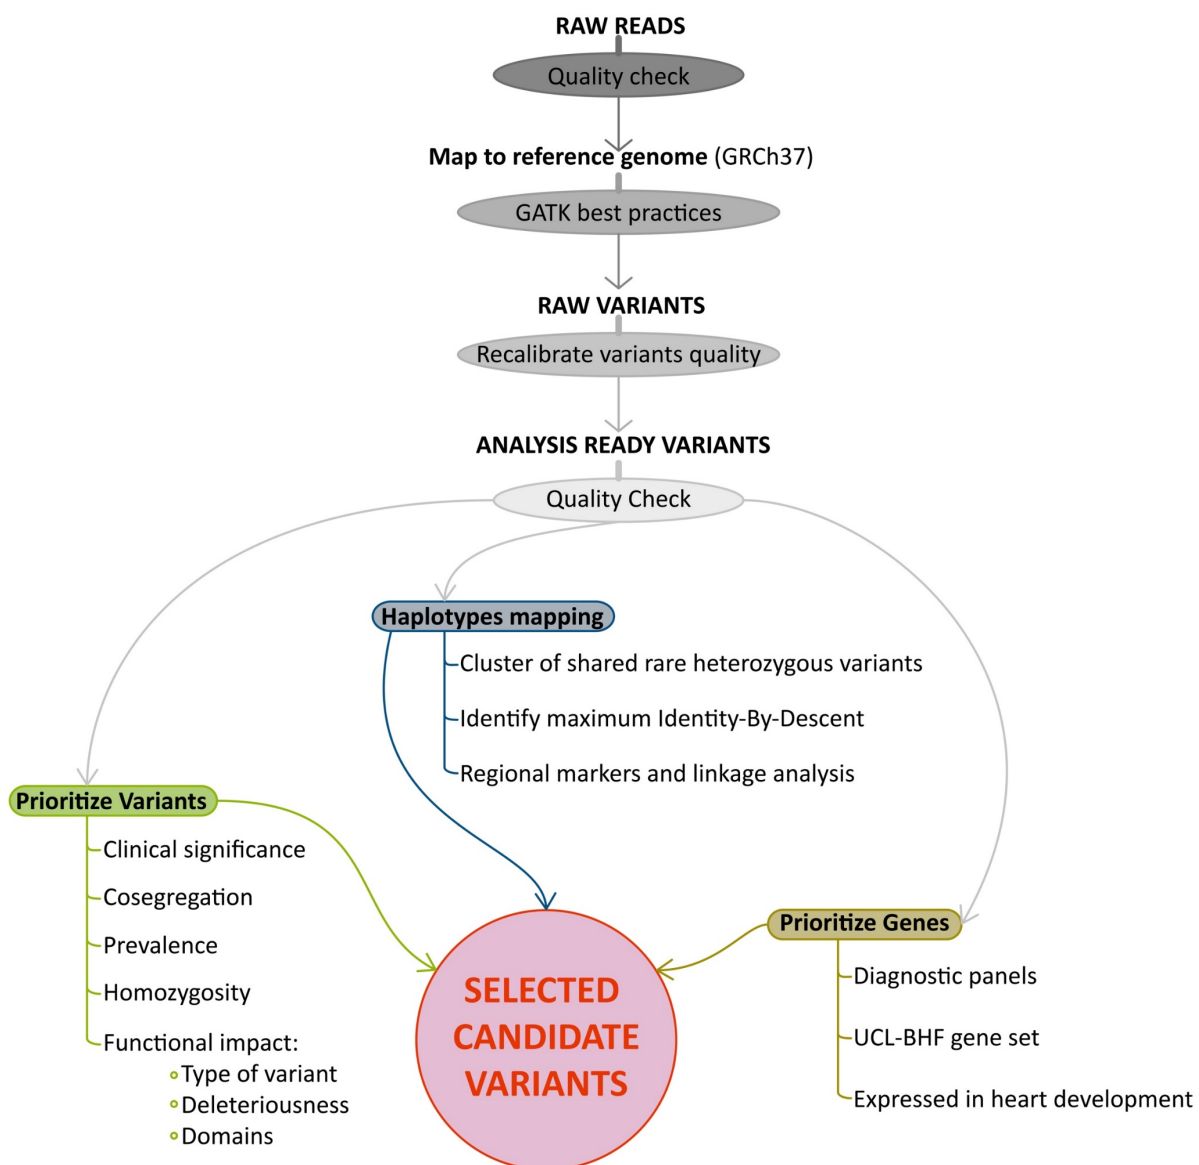 RAW READS
Quality check
Map to reference genome (GRCh37)
GATK best practices
RAW VARIANTS
Recalibrate variants quality
ANALYSIS READY VARIANTS
Quality Check
Haplotypes mapping
Cluster of shared rare heterozygous variants
Identify maximum Identity-By-Descent
Regional markers and linkage analysis
Prioritize Variants
Clinical significance
Cosegregation
Prevalence
Homozygosity
Functional impact:
Type of variant
Deleteriousness
Domains
SELECTED
CANDIDATE
VARIANTS
Prioritize Genes
Diagnostic panels
UCL-BHF gene set
Expressed in heart development